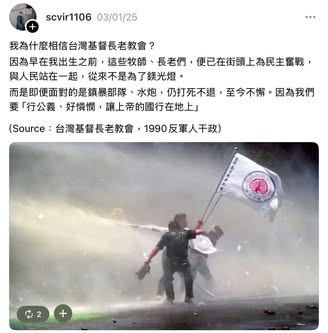 scvir1106 03/01/25
我為什麼相信台灣基督長老教會？
因為早在我出生之前，這些牧師、長老們，便已在街頭上為民主奮戰，
與人民站在一起，從來不是為了鎂光燈。
而是即便面對的是鎮暴部隊、水炮，仍打死不退，至今不懈。因為我們
要「行公義、好憐憫，讓上帝的國行在地上」
(Source：台灣基督長老教會，1990反軍人干政)
2